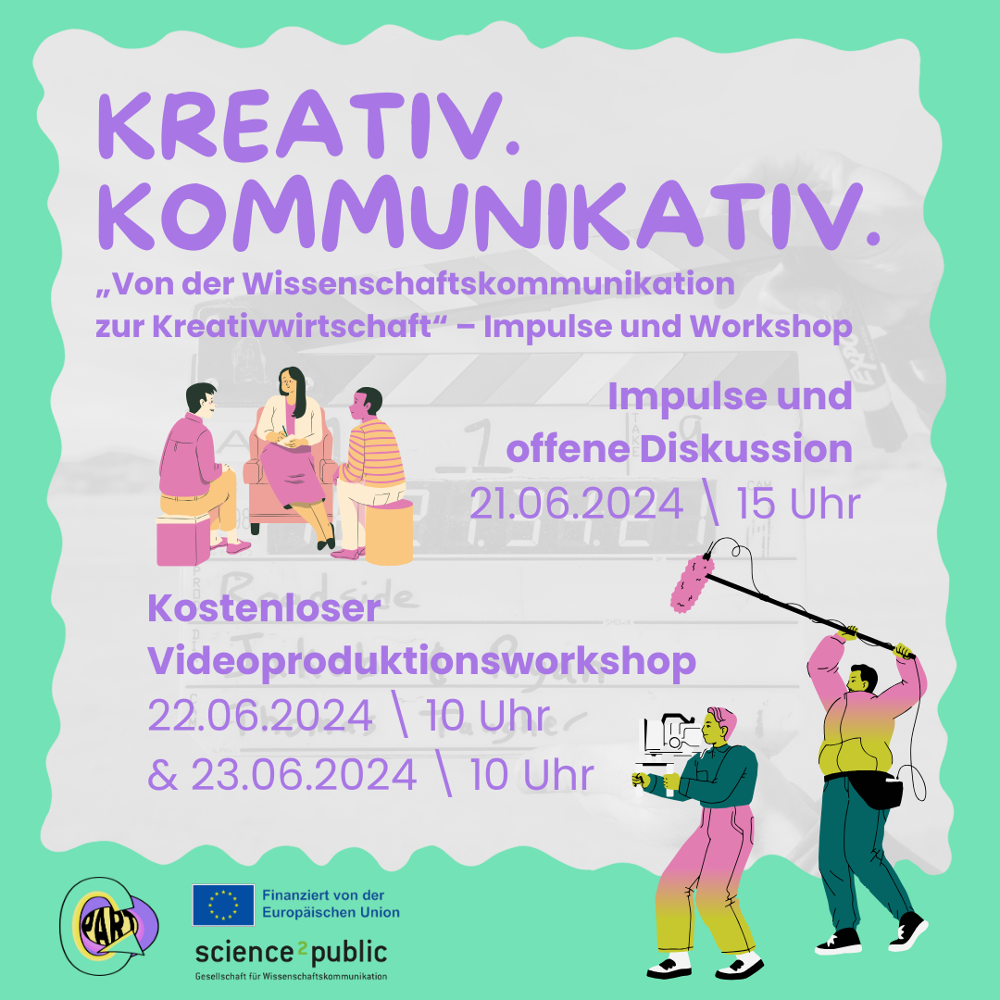 KREATIV.
KOMMUNIKATIV.
„Von der Wissenschaftskommunikation
zur Kreativwirtschaft“ – Impulse und Workshop
Impulse und
offene Diskussion
21.06.2024 \ 15 Uhr
Roadside
Kostenloser
Videoproduktionsworkshop
22.06.2024 \ 10 Uhr
& 23.06.2024 \ 10 Uhr
PART
Finanziert von der
Europäischen Union
science2public
Gesellschaft für Wissenschaftskommunikation